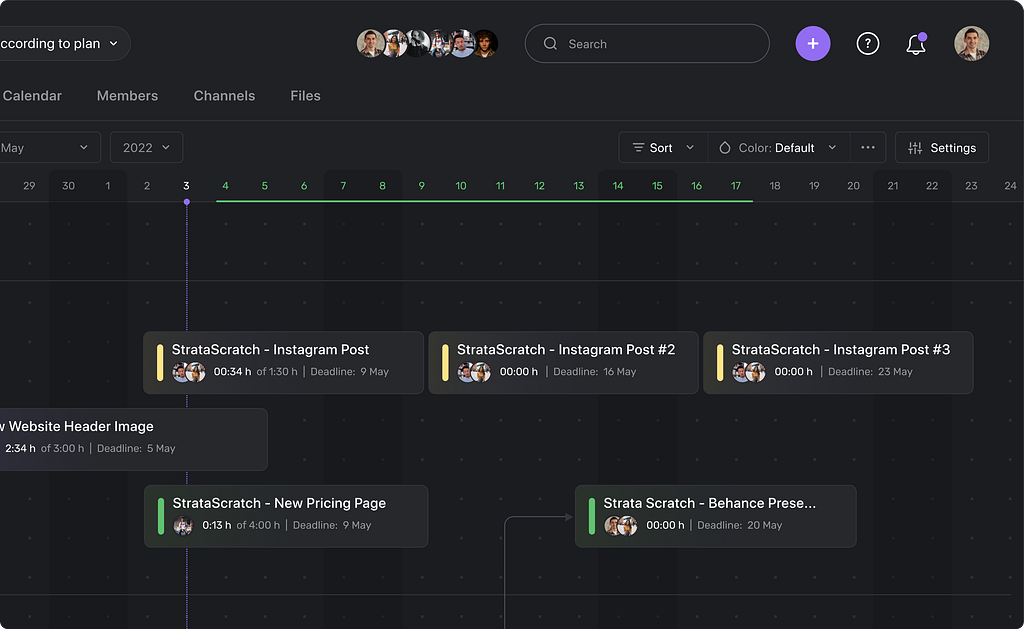 ccording to plan
Search
+
?
Calendar Members Channels Files
May 2022 Sort Color: Default ... Settings
29 30 1 2 3 4 5 6 7 8 9 10 11 12 13 14 15 16 17 18 19 20 21 22 23 24
StrataScratch - Instagram Post
00:34 h of 1:30 h | Deadline: 9 May
StrataScratch - Instagram Post #2
00:00 h | Deadline: 16 May
StrataScratch - Instagram Post #3
00:00 h | Deadline: 23 May
w Website Header Image
2:34 h of 3:00 h | Deadline: 5 May
StrataScratch - New Pricing Page
0:13 h of 4:00 h | Deadline: 9 May
Strata Scratch - Behance Prese...
00:00 h | Deadline: 20 May